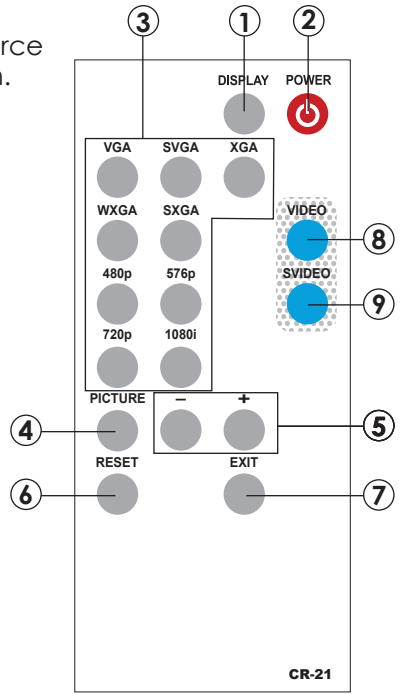 rce
.
3 1 2
DISPLAY POWER
VGA SVGA XGA
WXGA SXGA
VIDEO
8
480p 576p
SVIDEO
9
720p 1080i
PICTURE − +
4 5
RESET EXIT
6 7
CR-21